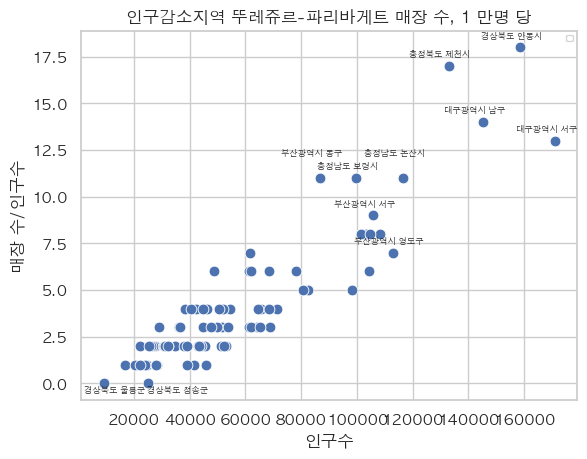 인구감소지역 뚜레쥬르-파리바게트 매장 수, 1 만명 당
매장 수/인구수
17.5
15.0
12.5
10.0
7.5
5.0
2.5
0.0
경상북도 안동시
충청북도 제천시
대구광역시 남구
대구광역시 서구
부산광역시 동구
충청남도 논산시
충청남도 보령시
부산광역시 서구
부산광역시 영도구
경상북도 울릉군
경상북도 청송군
20000
40000
60000
80000
100000
120000
140000
160000
인구수